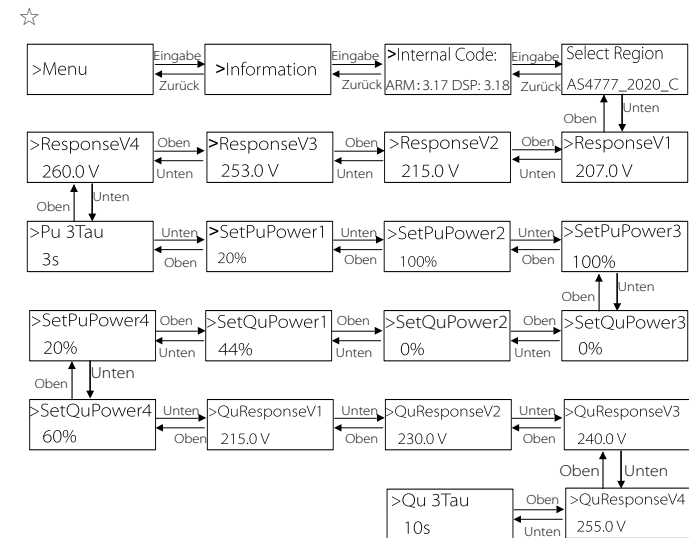 ☆
>Menu
Eingabe
Zurück
>Information
Eingabe
Zurück
>Internal Code:
ARM: 3.17 DSP: 3.18
Eingabe
Zurück
Select Region
AS4777_2020_C
Oben
Unten
>ResponseV4
260.0 V
Oben
Unten
>ResponseV3
253.0 V
Oben
Unten
>ResponseV2
215.0 V
Oben
Unten
>ResponseV1
207.0 V
Oben
Unten
>Pu 3Tau
3s
Unten
Oben
>SetPuPower1
20%
Unten
Oben
>SetPuPower2
100%
Unten
Oben
>SetPuPower3
100%
Oben
Unten
>SetPuPower4
20%
Oben
Unten
>SetQuPower1
44%
Oben
Unten
>SetQuPower2
0%
Oben
Unten
>SetQuPower3
0%
Oben
Unten
>SetQuPower4
60%
Unten
Oben
>QuResponseV1
215.0 V
Unten
Oben
>QuResponseV2
230.0 V
Unten
Oben
>QuResponseV3
240.0 V
Oben
Unten
>Qu 3Tau
10s
Oben
Unten
>QuResponseV4
255.0 V